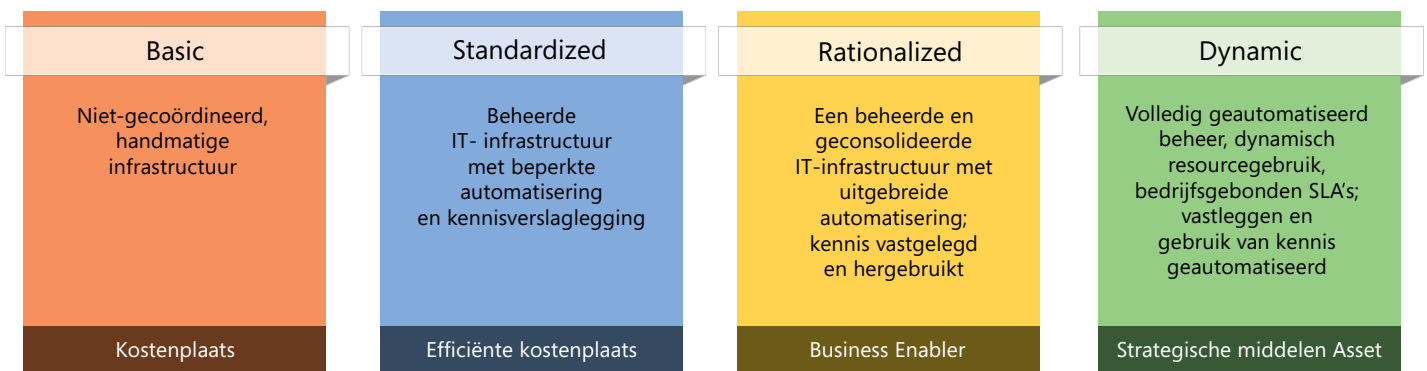 Basic
Niet-gecoördineerd,
handmatige
infrastructuur
Kostenplaats
Standardized
Beheerde
IT- infrastructuur
met beperkte
automatisering
en kennisverslaglegging
Efficiënte kostenplaats
Rationalized
Een beheerde en
geconsolideerde
IT-infrastructuur met
uitgebreide
automatisering;
kennis vastgelegd
en hergebruikt
Business Enabler
Dynamic
Volledig geautomatiseerd
beheer, dynamisch
resourcegebruik,
bedrijfsgebonden SLA’s;
vastleggen en
gebruik van kennis
geautomatiseerd
Strategische middelen Asset